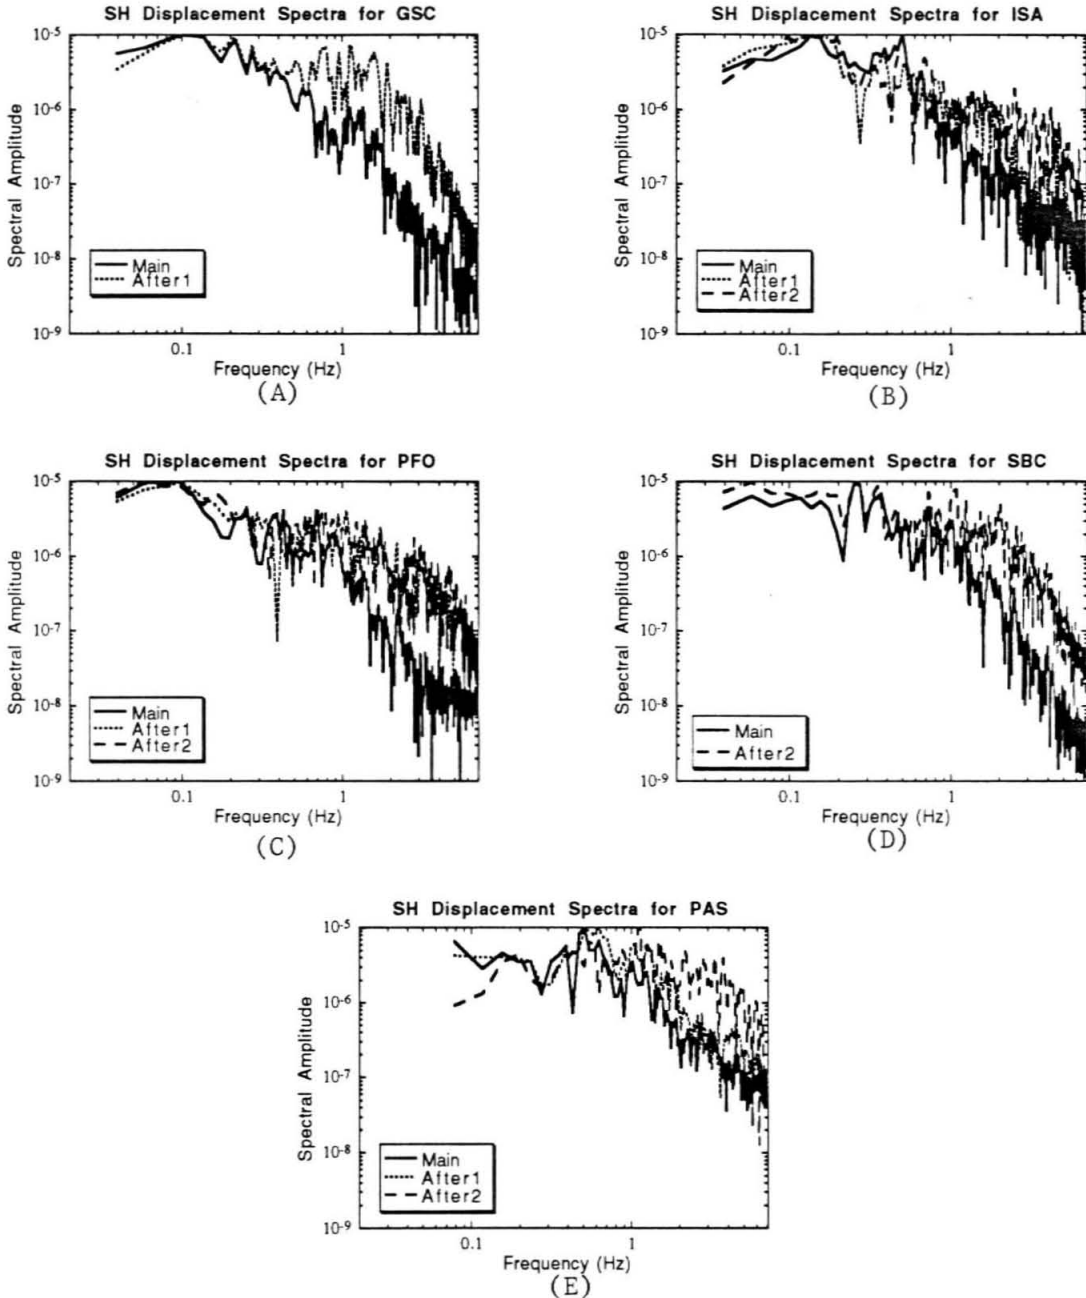 SH Displacement Spectra for GSC
Spectral Amplitude
10-5
10-6
10-7
10-8
10-9
Main
After1
0.1
1
Frequency (Hz)
(A)
SH Displacement Spectra for ISA
Spectral Amplitude
10-5
10-6
10-7
10-8
10-9
Main
After1
After2
0.1
1
Frequency (Hz)
(B)
SH Displacement Spectra for PFO
Spectral Amplitude
10-5
10-6
10-7
10-8
10-9
Main
After1
After2
0.1
1
Frequency (Hz)
(C)
SH Displacement Spectra for SBC
Spectral Amplitude
10-5
10-6
10-7
10-8
10-9
Main
After2
0.1
1
Frequency (Hz)
(D)
SH Displacement Spectra for PAS
Spectral Amplitude
10-5
10-6
10-7
10-8
10-9
Main
After1
After2
0.1
1
Frequency (Hz)
(E)